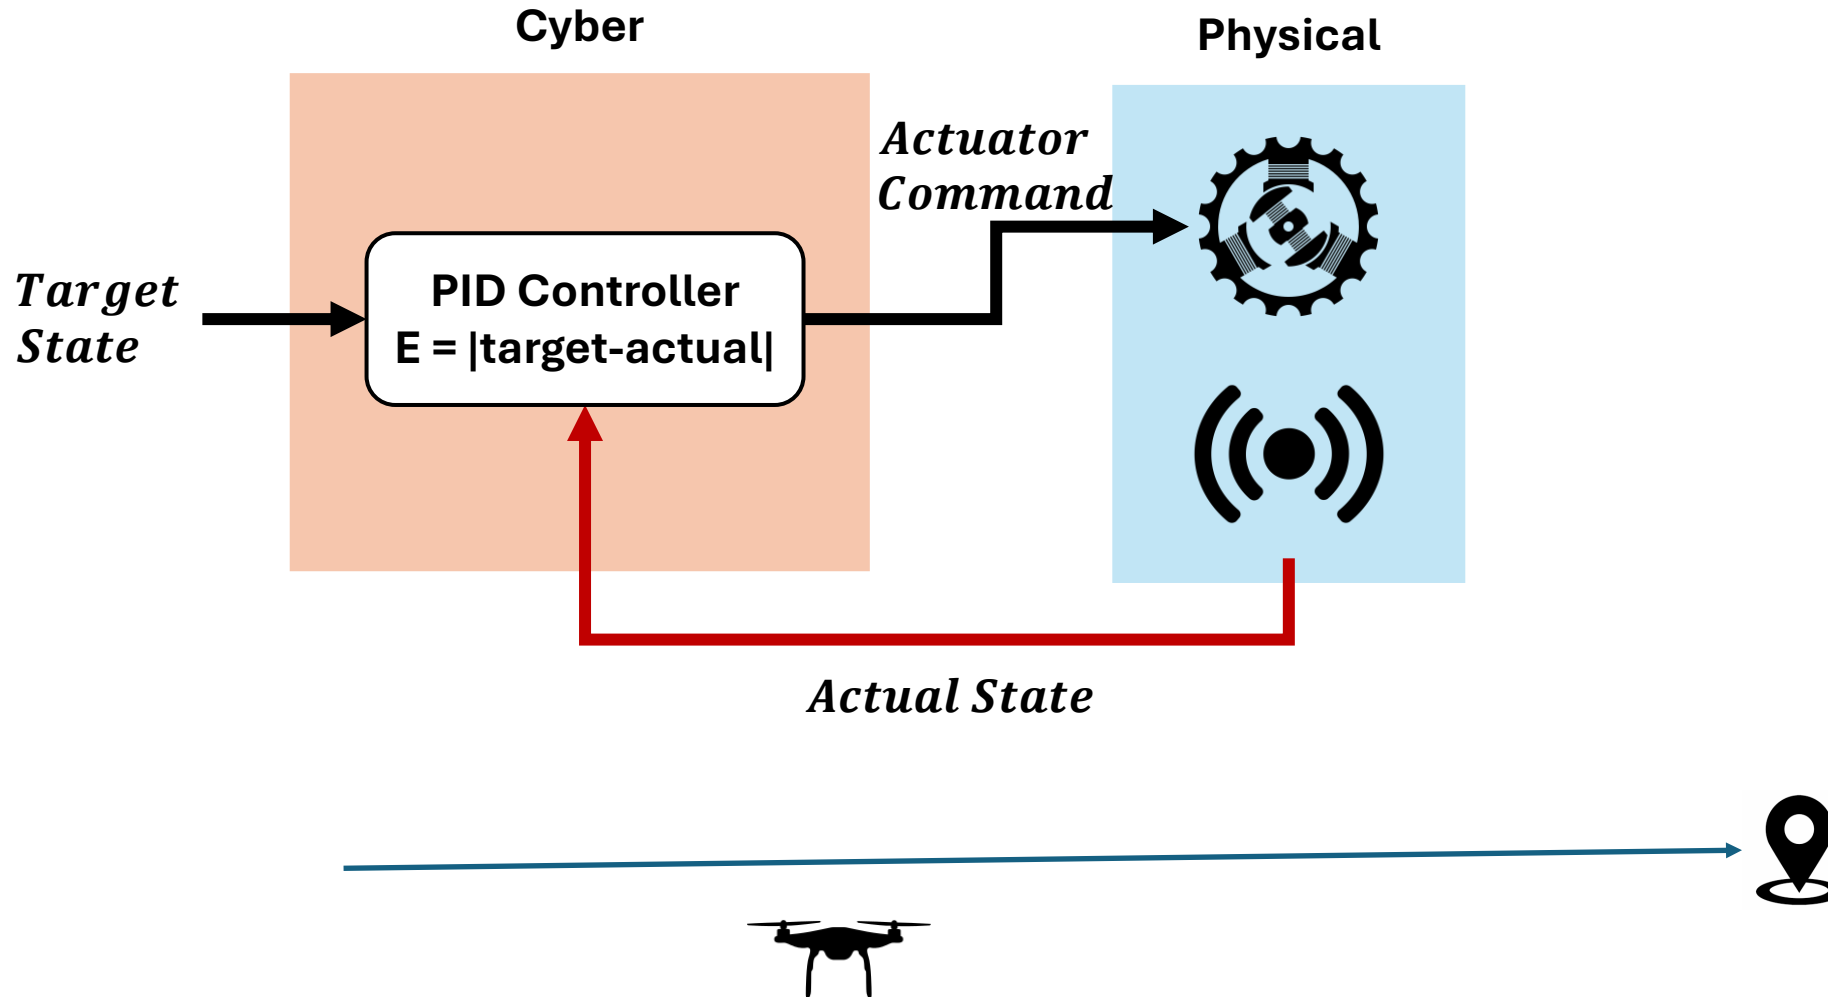 Cyber
Physical
Actuator
Command
Target
State
PID Controller
E = |target-actual|
Actual State